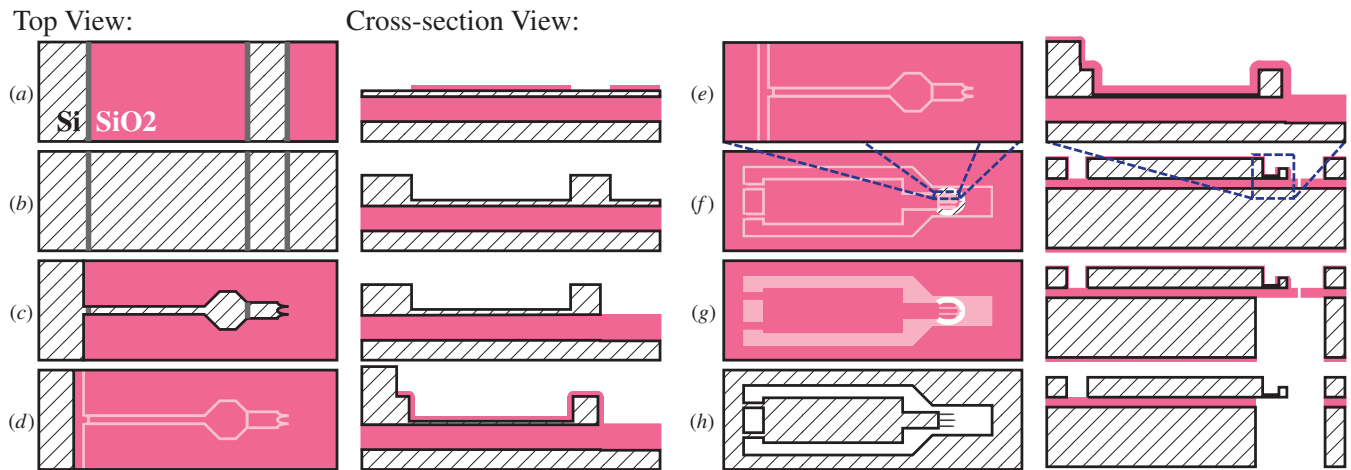 Top View:
Cross-section View:
(a)
Si SiO2
(b)
(c)
(d)
(e)
(f)
(g)
(h)